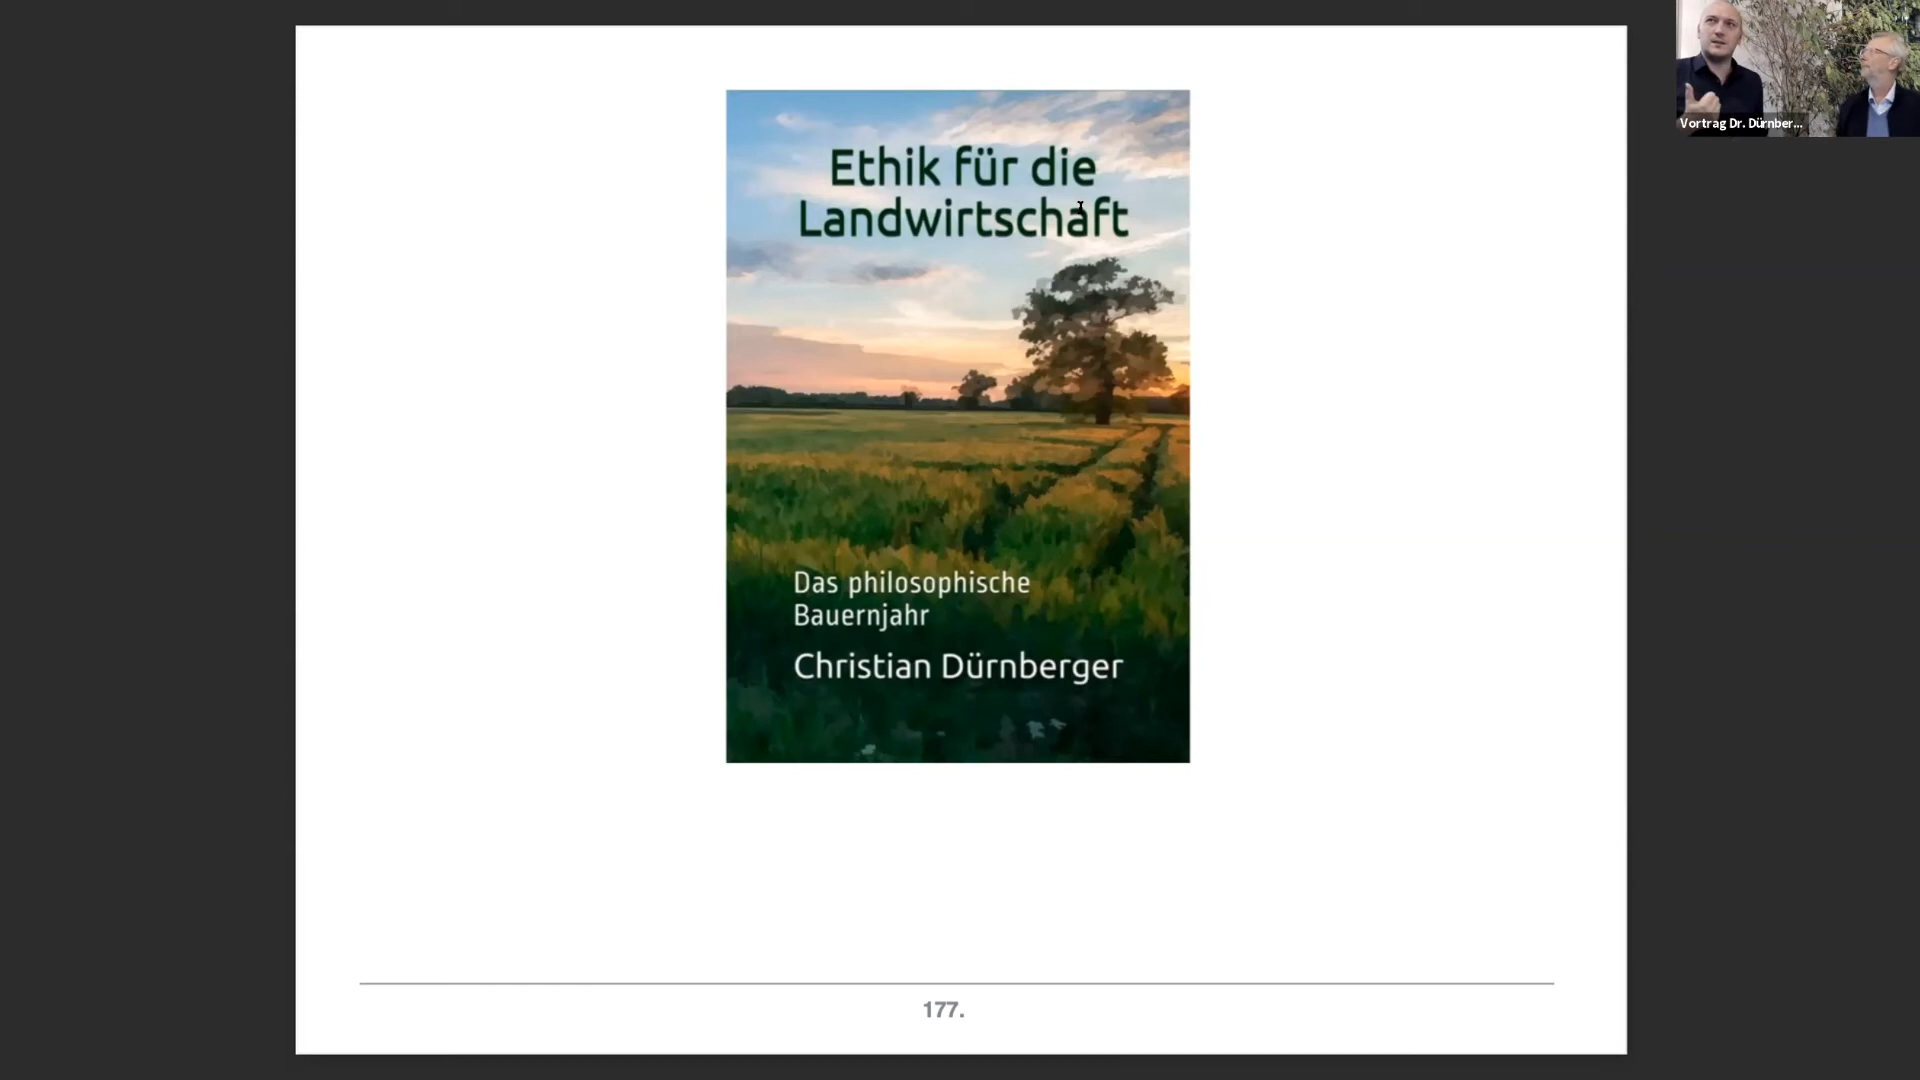 Ethik für die
Landwirtschaft
Das philosophische
Bauernjahr
Christian Dürnberger
177.
Vortrag Dr. Dürnber...